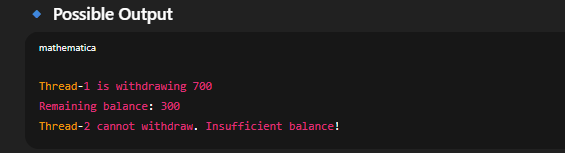 Possible Output
mathematica
Thread-1 is withdrawing 700
Remaining balance: 300
Thread-2 cannot withdraw. Insufficient balance!